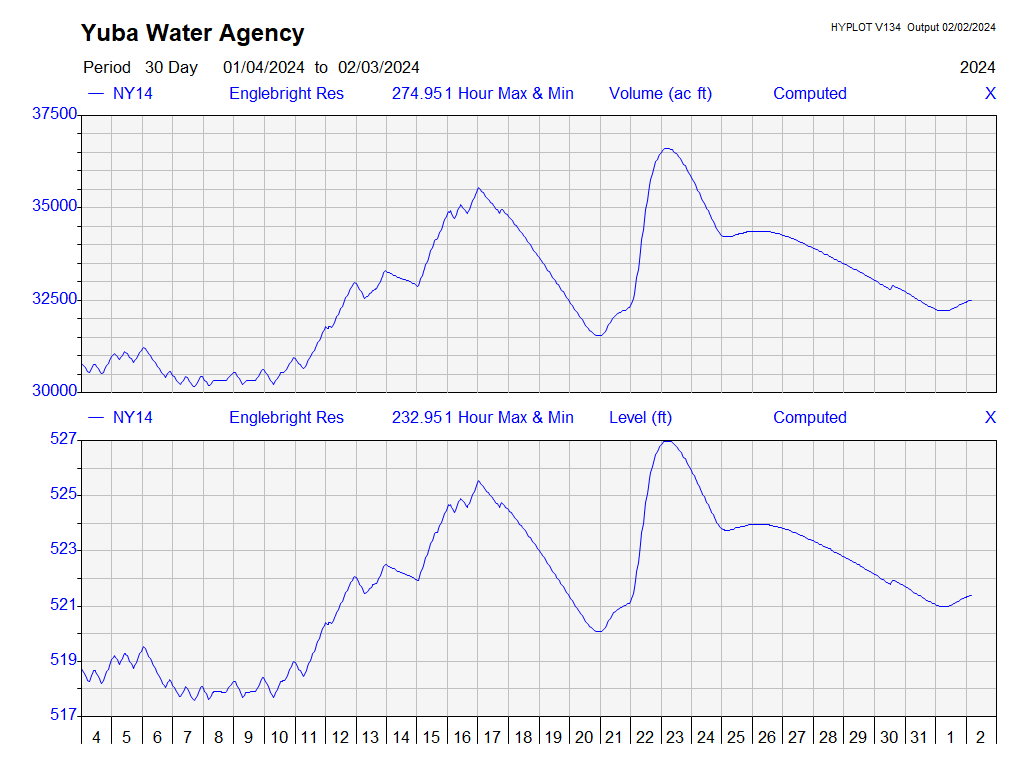 Yuba Water Agency
HYPLOT V134 Output 02/02/2024
Period 30 Day 01/04/2024 to 02/03/2024
2024
NY14 Englebright Res 274.951 Hour Max & Min Volume (ac ft) Computed X
37500
35000
32500
30000
NY14 Englebright Res 232.951 Hour Max & Min Level (ft) Computed X
527
525
523
521
519
517
4 5 6 7 8 9 10 11 12 13 14 15 16 17 18 19 20 21 22 23 24 25 26 27 28 29 30 31 1 2